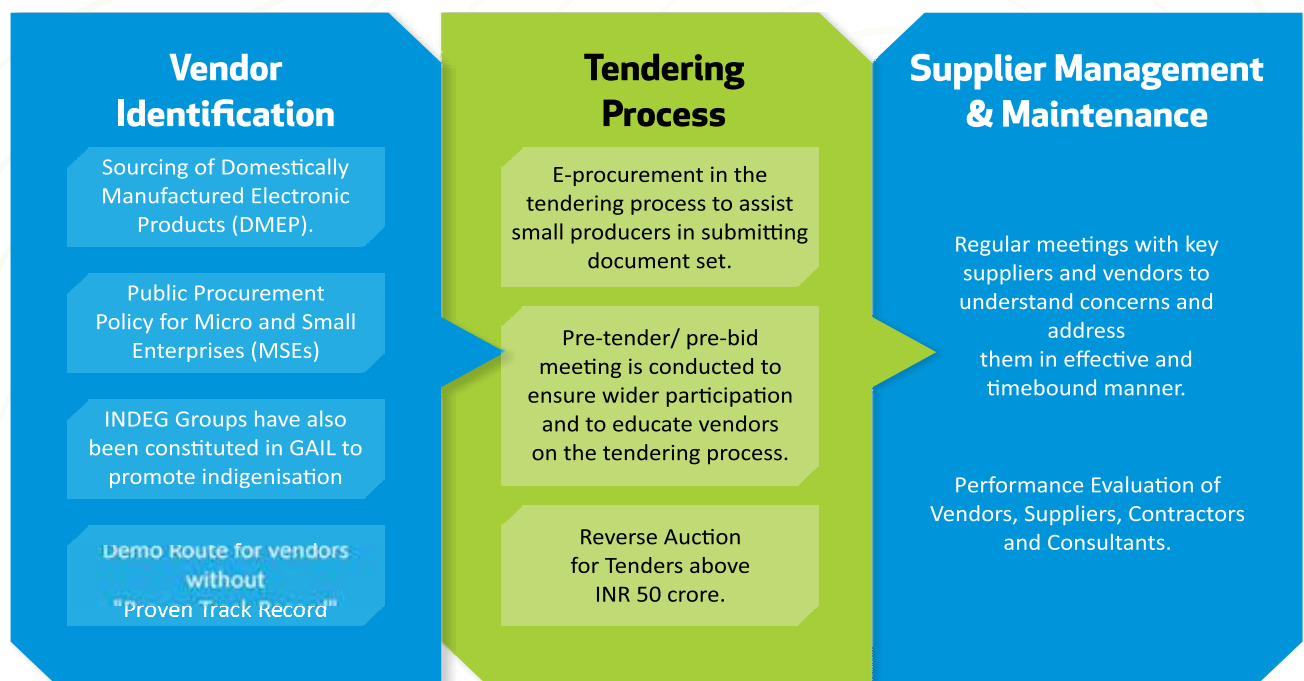 Vendor
Identification
Sourcing of Domestically
Manufactured Electronic
Products (DMEP).
Public Procurement
Policy for Micro and Small
Enterprises (MSEs)
INDEG Groups have also
been constituted in GAIL to
promote indigenisation
Demo Route for vendors
without
"Proven Track Record"
Tendering
Process
E-procurement in the
tendering process to assist
small producers in submitting
document set.
Pre-tender/ pre-bid
meeting is conducted to
ensure wider participation
and to educate vendors
on the tendering process.
Reverse Auction
for Tenders above
INR 50 crore.
Supplier Management
& Maintenance
Regular meetings with key
suppliers and vendors to
understand concerns and
address
them in effective and
timebound manner.
Performance Evaluation of
Vendors, Suppliers, Contractors
and Consultants.